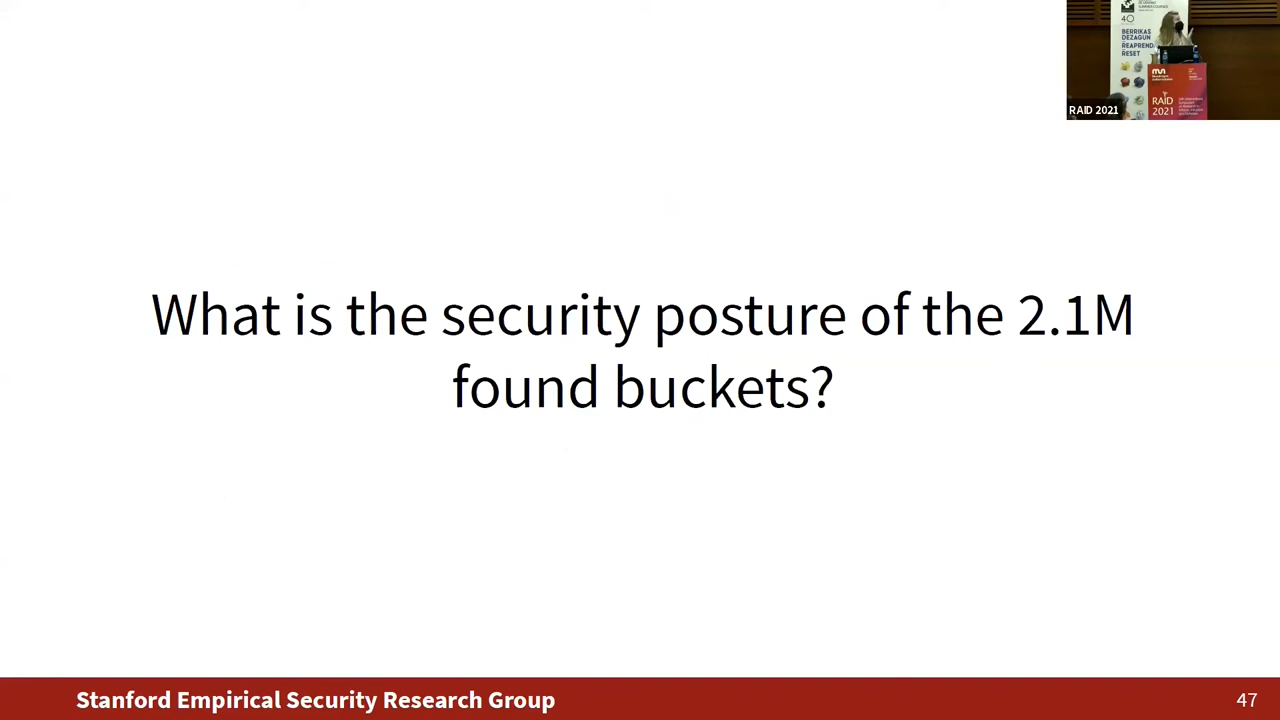 40
BERRIKAS
DEZAGUN
REAPREND
RESET
RAID
2021
RAID 2021
What is the security posture of the 2.1M
found buckets?
Stanford Empirical Security Research Group
47